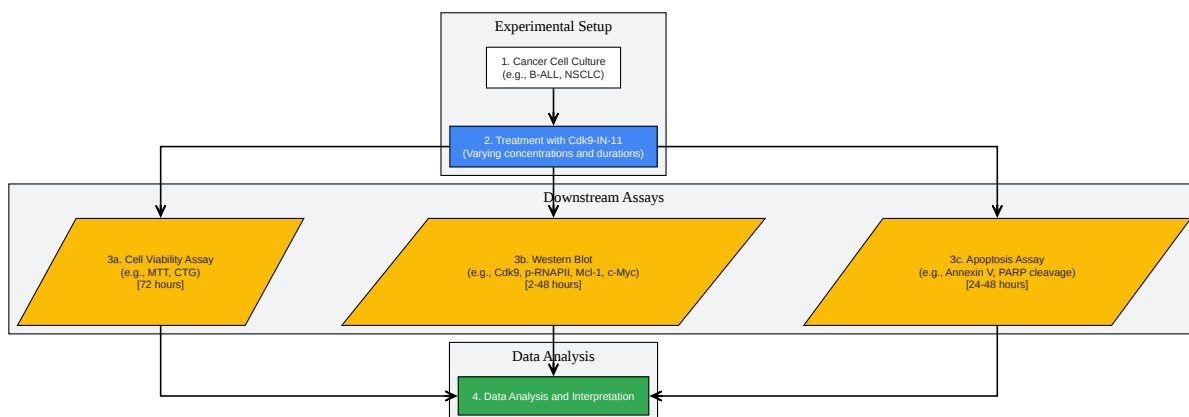 Experimental Setup
1. Cancer Cell Culture
(e.g., B-ALL, NSCLC)
2. Treatment with Cdk9-IN-11
(Varying concentrations and durations)
Downstream Assays
3a. Cell Viability Assay
(e.g., MTT, CTG)
[72 hours]
3b. Western Blot
(e.g., Cdk9, p-RNAPII, Mcl-1, c-Myc)
[2-48 hours]
3c. Apoptosis Assay
(e.g., Annexin V, PARP cleavage)
[24-48 hours]
Data Analysis
4. Data Analysis and Interpretation